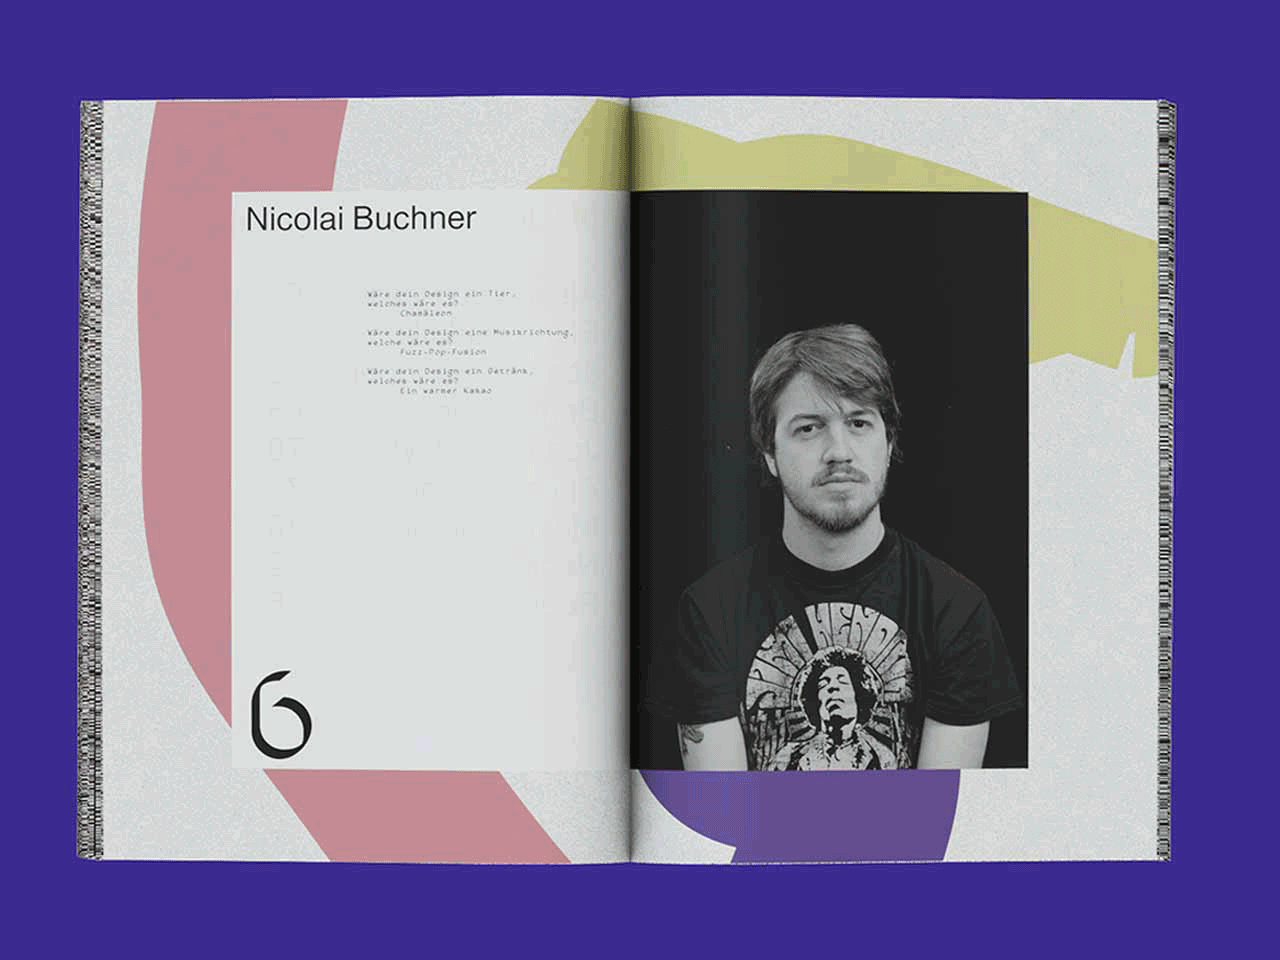 Nicolai Buchner
Wäre dein Design ein Tier,
welches wäre es?
Chamäleon
Wäre dein Design eine Musikrichtung,
welche wäre es?
Fuzz-Pop-Fusion
Wäre dein Design ein Getränk,
welches wäre es?
Ein warmer Kakao
6